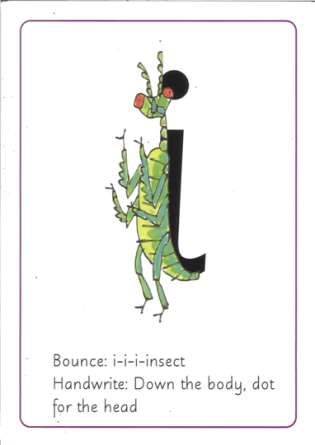 i
Bounce: i-i-i-insect
Handwrite: Down the body, dot
for the head